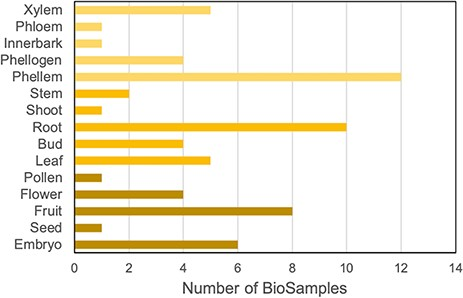 Xylem
Phloem
Innerbark
Phellogen
Phellem
Stem
Shoot
Root
Bud
Leaf
Pollen
Flower
Fruit
Seed
Embryo
0 2 4 6 8 10 12 14
Number of BioSamples